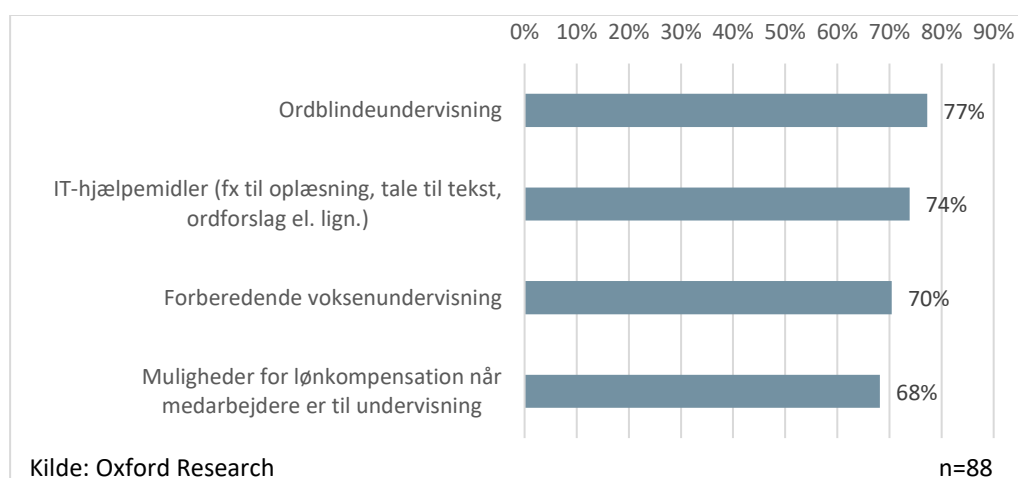 0% 10% 20% 30% 40% 50% 60% 70% 80% 90%
Ordblindeundervisning
77%
IT-hjælpemidler (fx til oplæsning, tale til tekst,
ordforslag el. lign.)
74%
Forberedende voksenundervisning
70%
Muligheder for lønkompensation når
medarbejdere er til undervisning
68%
Kilde: Oxford Research
n=88